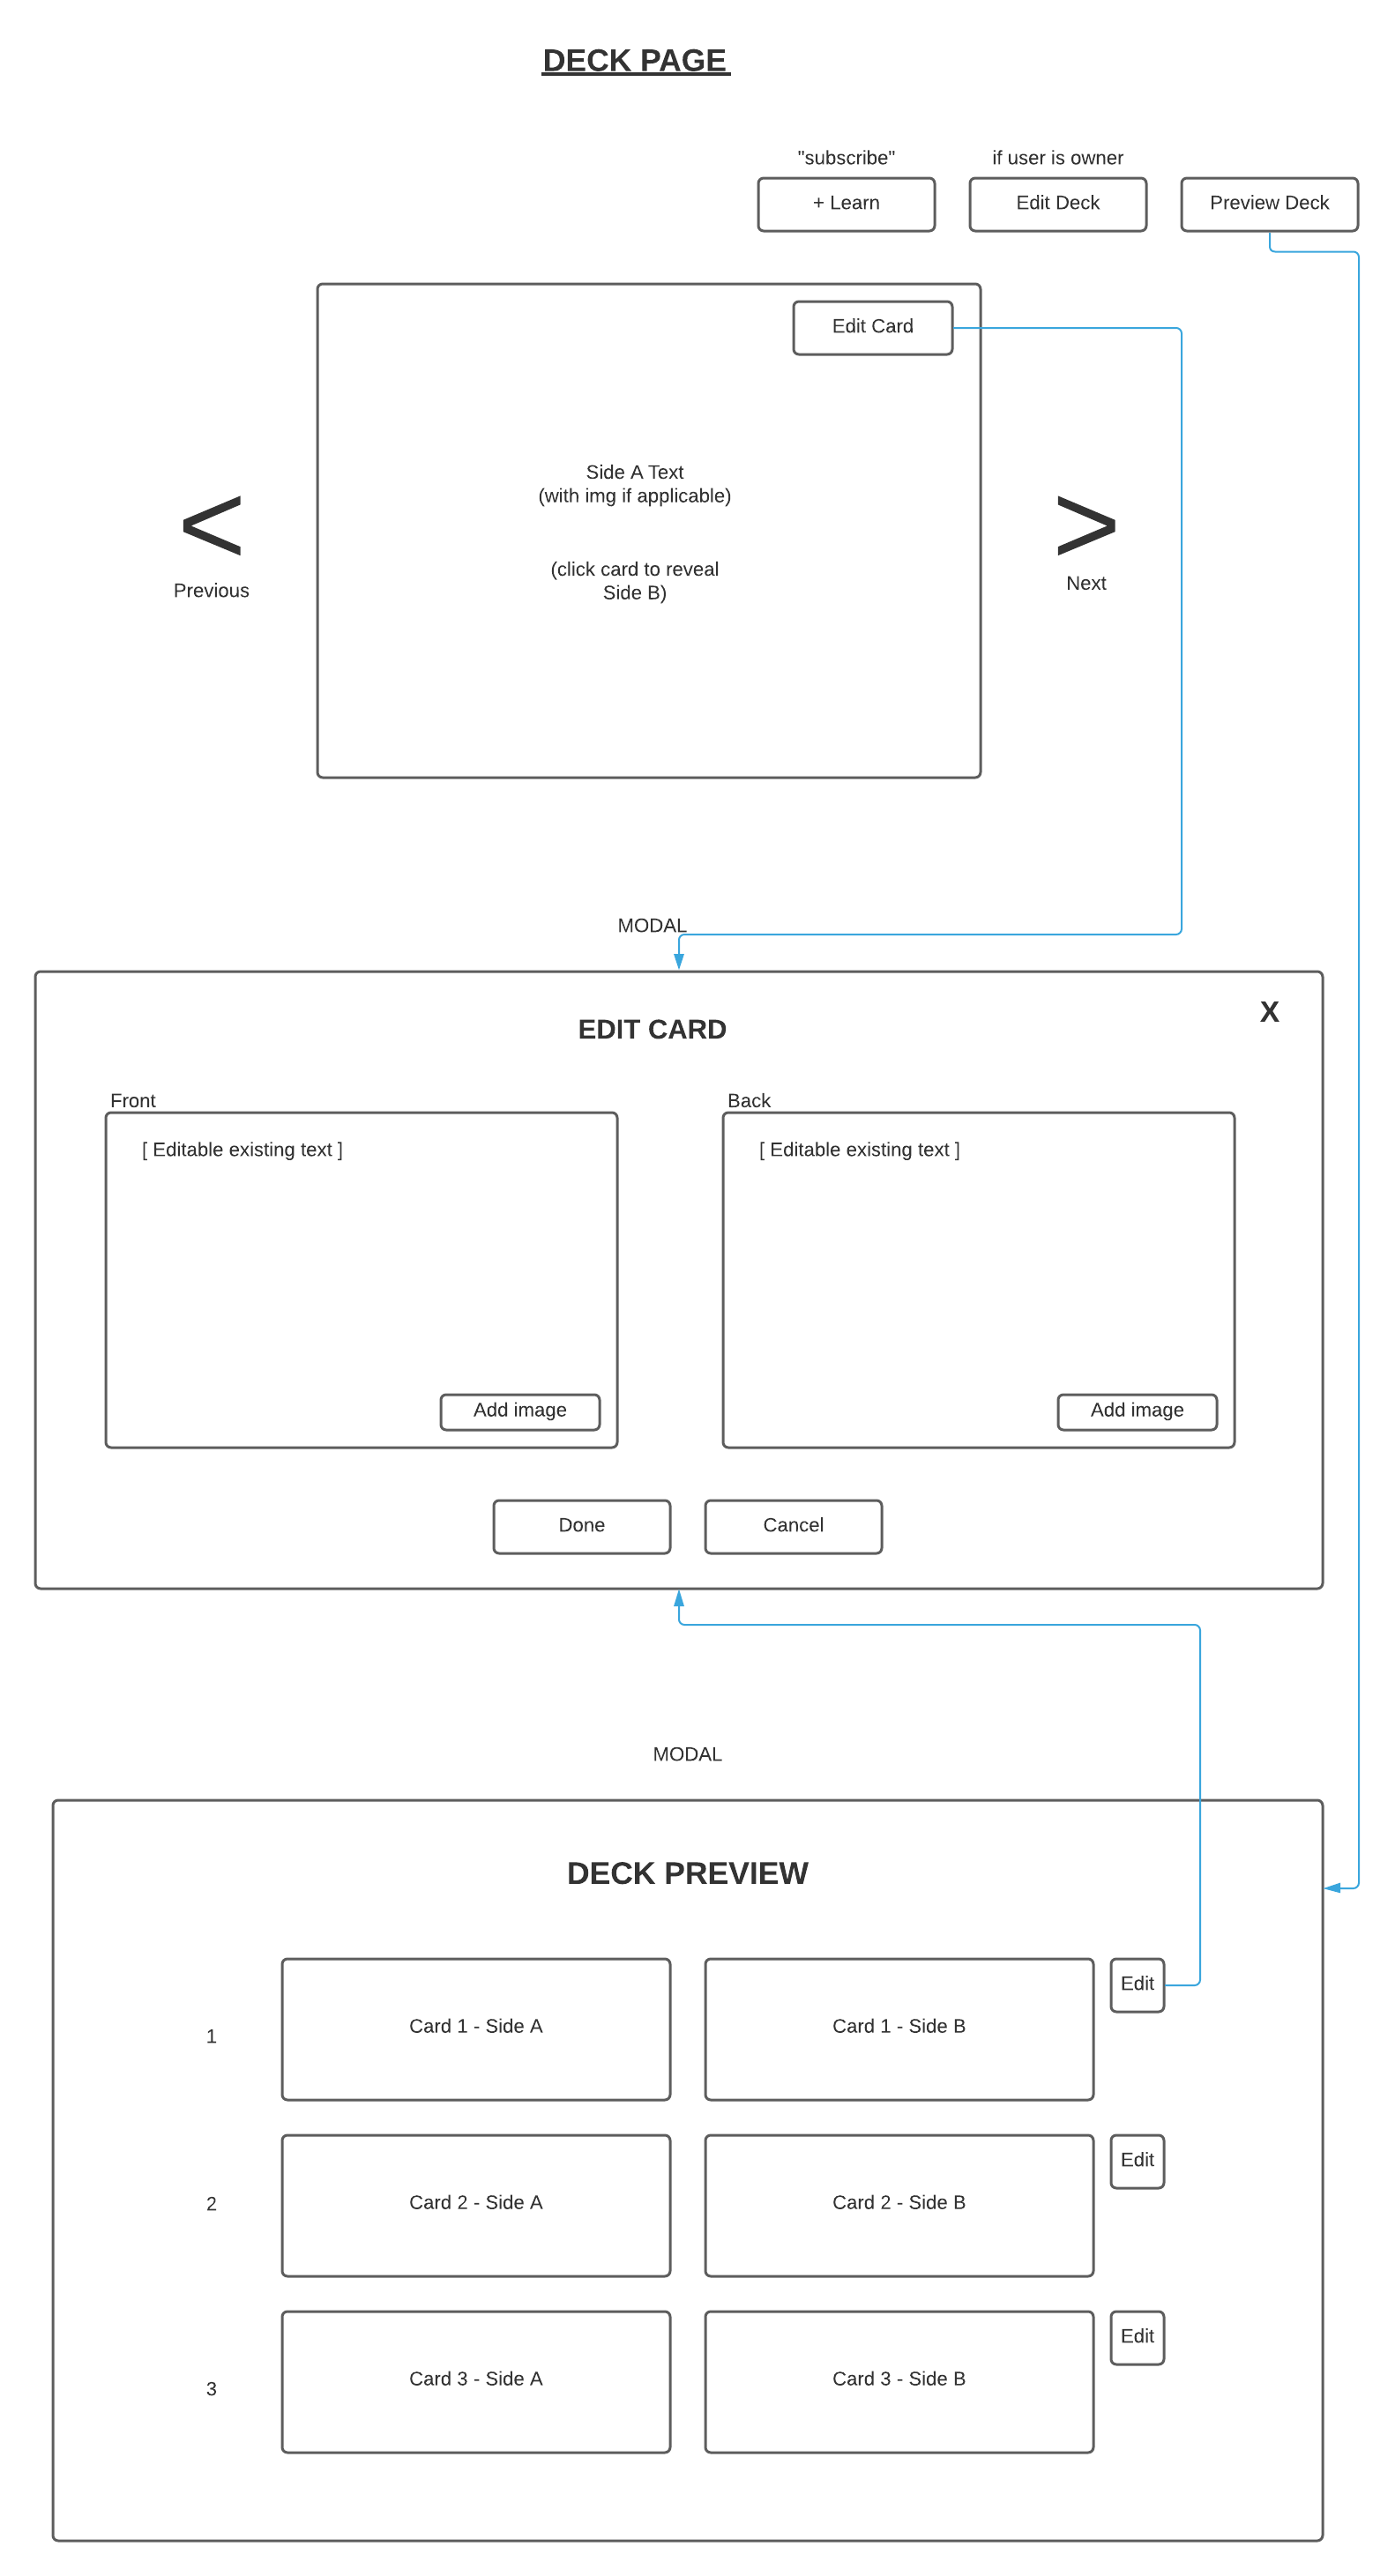 DECK PAGE
"subscribe"
if user is owner
+ Learn
Edit Deck
Preview Deck
Edit Card
Side A Text
(with img if applicable)
(click card to reveal
Side B)
<
Previous
>
Next
MODAL
EDIT CARD
X
Front
[ Editable existing text ]
Add image
Back
[ Editable existing text ]
Add image
Done
Cancel
MODAL
DECK PREVIEW
1
Card 1 - Side A
Card 1 - Side B
Edit
2
Card 2 - Side A
Card 2 - Side B
Edit
3
Card 3 - Side A
Card 3 - Side B
Edit